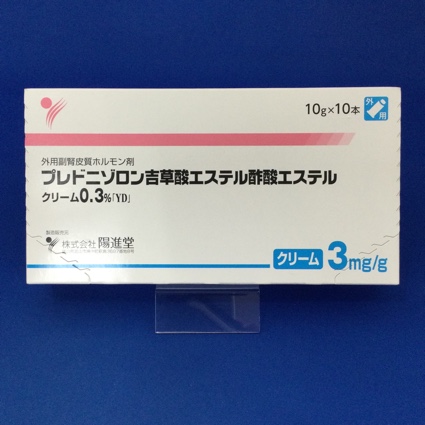 10g×10本
外用
外用副腎皮質ホルモン剤
プレドニゾロン吉草酸エステル酢酸エステル
クリーム0.3%「YD」
製造販売元
株式会社 陽進堂
クリーム 3mg/g